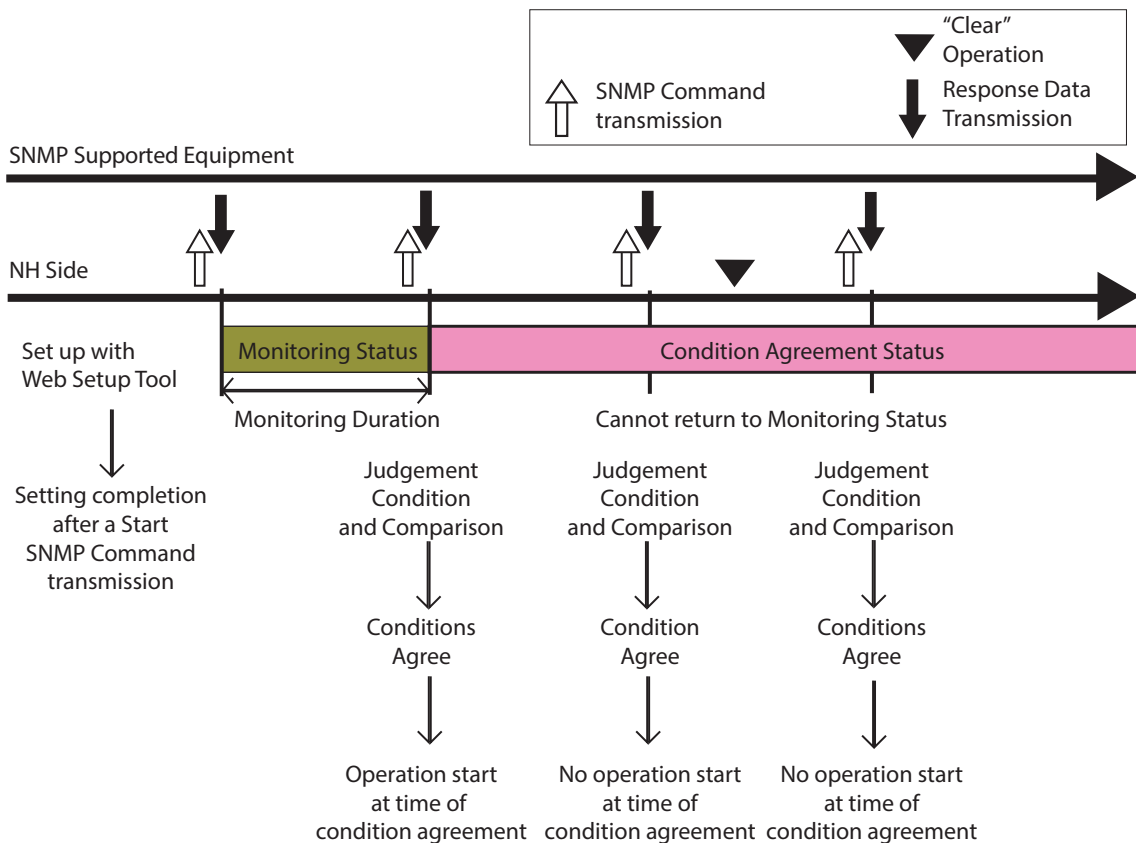 “Clear”
Operation
SNMP Command
transmission
Response Data
Transmission
SNMP Supported Equipment
NH Side
Set up with
Web Setup Tool
Monitoring Status
Condition Agreement Status
Monitoring Duration
Cannot return to Monitoring Status
Setting completion
after a Start
SNMP Command
transmission
Judgement
Condition
and Comparison
Judgement
Condition
and Comparison
Judgement
Condition
and Comparison
Conditions
Agree
Condition
Agree
Conditions
Agree
Operation start
at time of
condition agreement
No operation start
at time of
condition agreement
No operation start
at time of
condition agreement